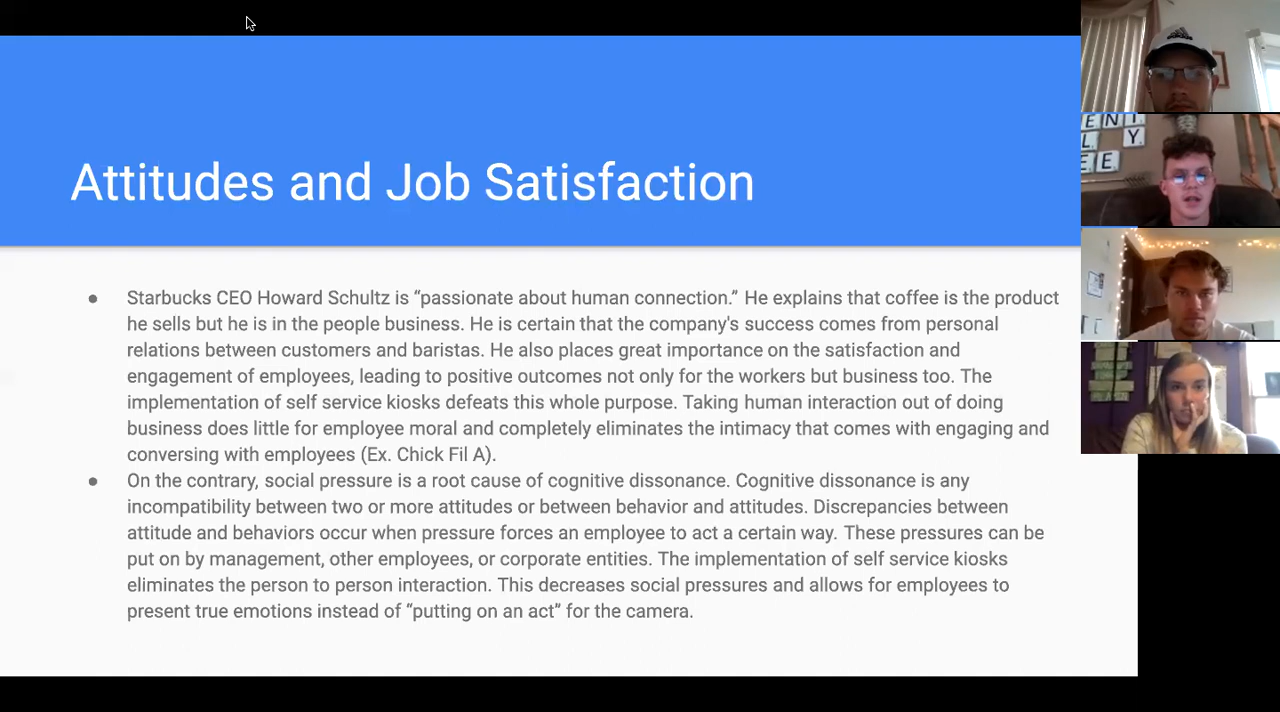 Attitudes and Job Satisfaction
● Starbucks CEO Howard Schultz is “passionate about human connection.” He explains that coffee is the product
he sells but he is in the people business. He is certain that the company's success comes from personal
relations between customers and baristas. He also places great importance on the satisfaction and
engagement of employees, leading to positive outcomes not only for the workers but business too. The
implementation of self service kiosks defeats this whole purpose. Taking human interaction out of doing
business does little for employee moral and completely eliminates the intimacy that comes with engaging and
conversing with employees (Ex. Chick Fil A).
● On the contrary, social pressure is a root cause of cognitive dissonance. Cognitive dissonance is any
incompatibility between two or more attitudes or between behavior and attitudes. Discrepancies between
attitude and behaviors occur when pressure forces an employee to act a certain way. These pressures can be
put on by management, other employees, or corporate entities. The implementation of self service kiosks
eliminates the person to person interaction. This decreases social pressures and allows for employees to
present true emotions instead of “putting on an act” for the camera.
E N T
L Y
E E